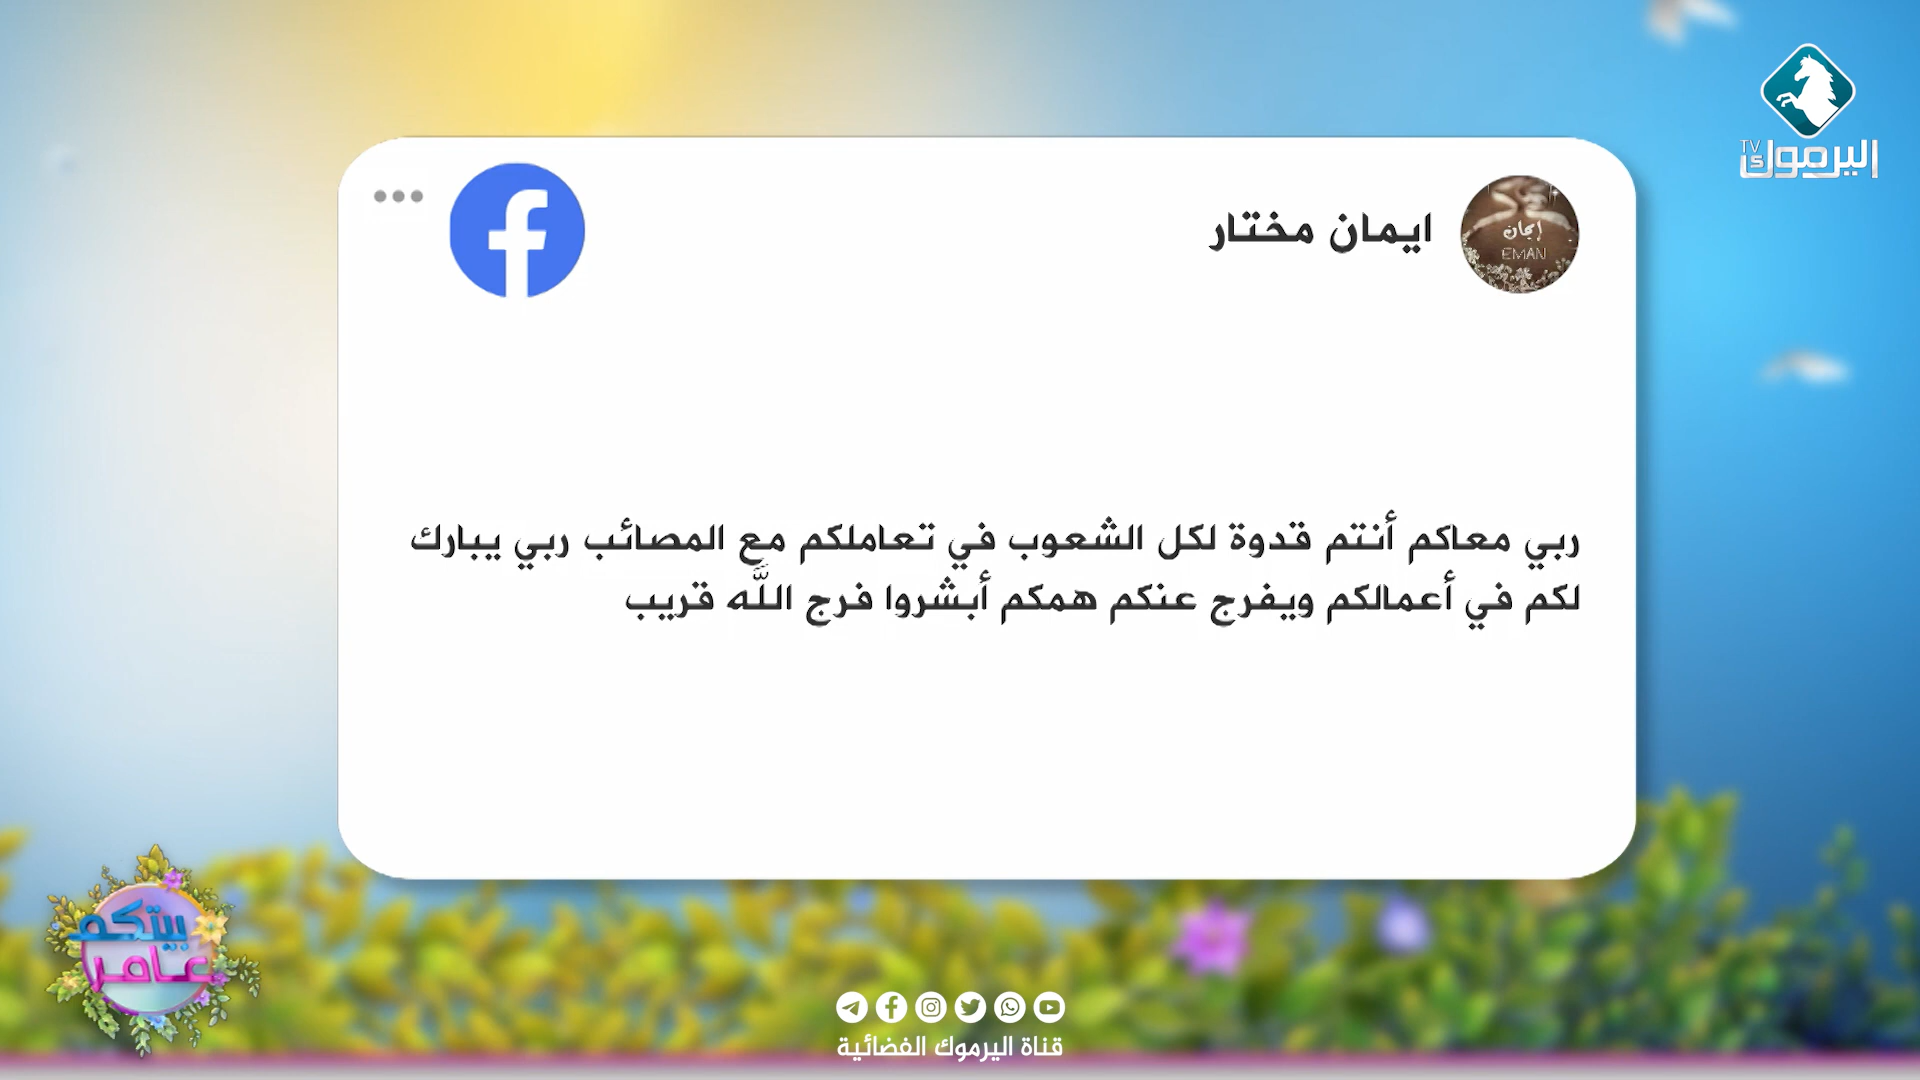 اليرموك
TV
ايمان مختار
إيمان
EMAN
ربي معاكم أنتم قدوة لكل الشعوب في تعاملكم مع المصائب ربي يبارك
لكم في أعمالكم ويفرج عنكم همكم أبشروا فرج اللَّه قريب
بيتكم
عامر
قناة اليرموك الفضائية